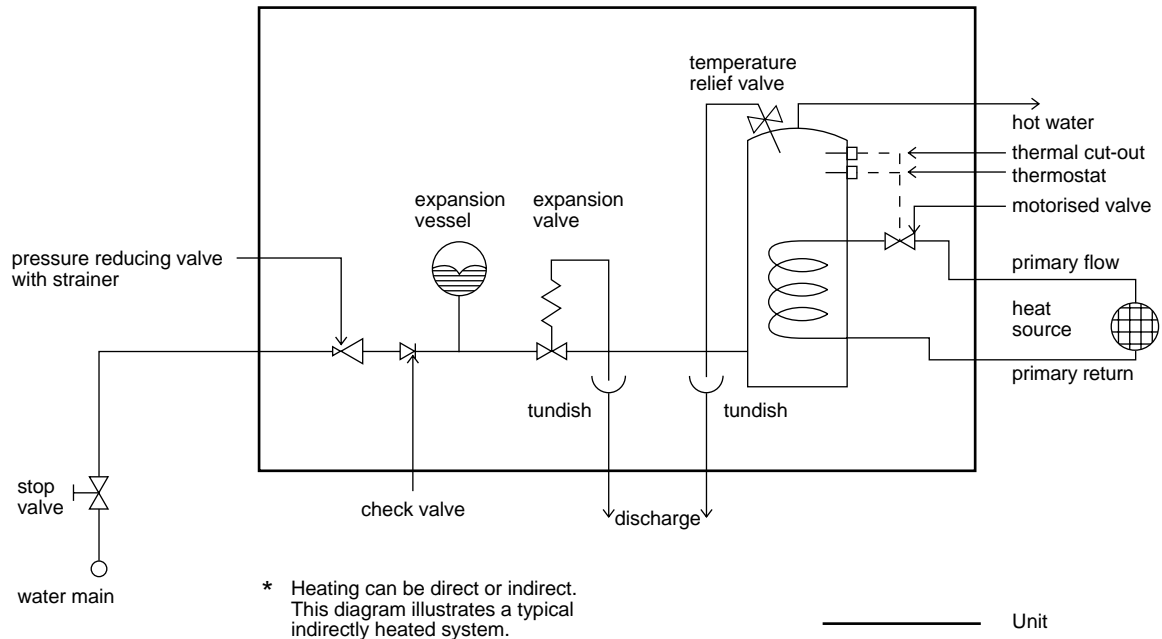 temperature
relief valve
hot water
thermal cut-out
thermostat
motorised valve
expansion
vessel
expansion
valve
pressure reducing valve
with strainer
primary flow
heat
source
primary return
tundish
tundish
stop
valve
check valve
discharge
water main
* Heating can be direct or indirect.
This diagram illustrates a typical
indirectly heated system.
Unit